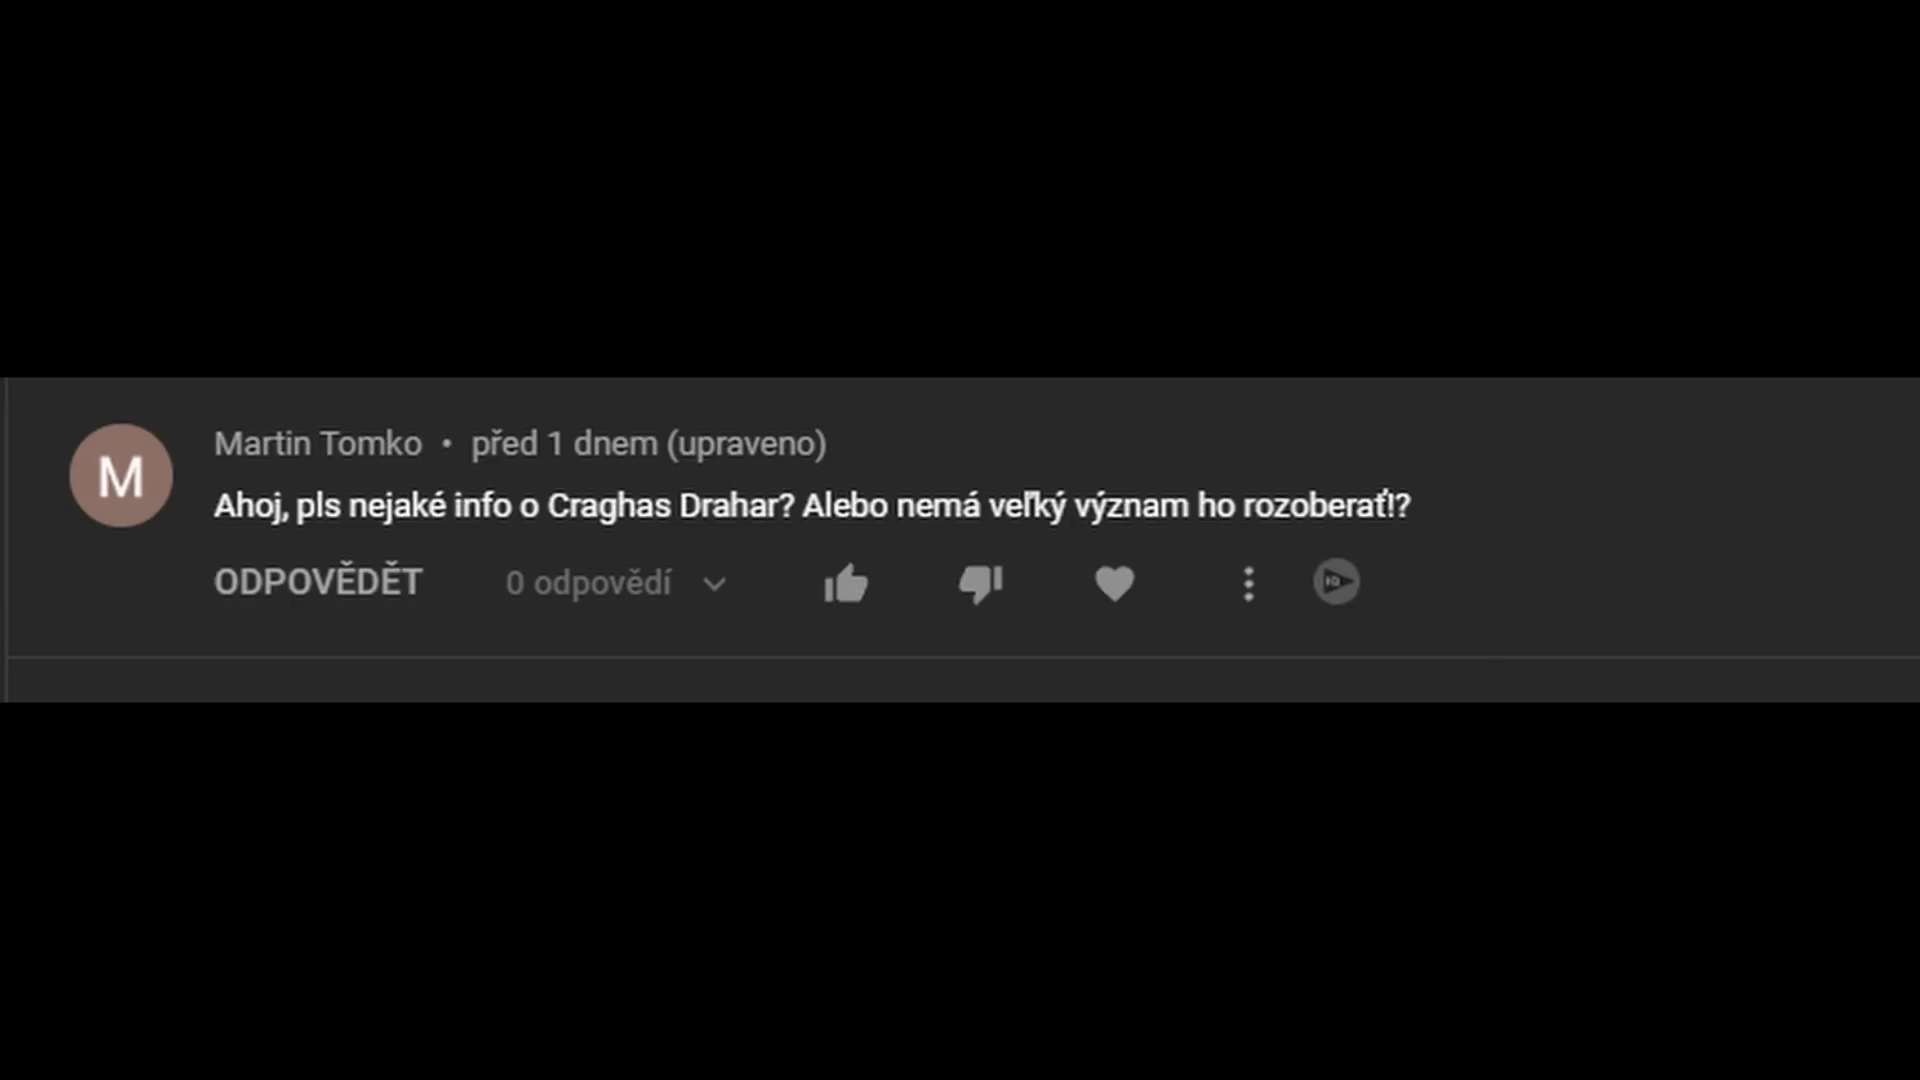 M
Martin Tomko • před 1 dnem (upraveno)
Ahoj, pls nejaké info o Craghas Drahar? Alebo nemá veľký význam ho rozoberať!?
ODPOVĚDĚT 0 odpovědí